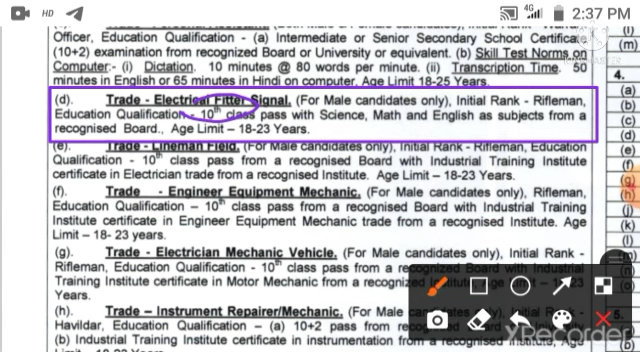 HD 4G 2:37 PM
Officer, Education Qualification - (a) Intermediate or Senior Secondary School Certificate
(10+2) examination from recognized Board or University or equivalent. (b) Skill Test Norms on
Computer:- (i) Dictation. 10 minutes @ 80 words per minute. (ii) Transcription Time. 50
minutes in English or 65 minutes in Hindi on computer. Age Limit 18-25 Years.
(d). Trade - Electrical Fitter Signal. (For Male candidates only), Initial Rank - Rifleman,
Education Qualification - 10th class pass with Science, Math and English as subjects from a
recognised Board., Age Limit – 18-23 Years.
(e). Trade - Lineman Field. (For Male candidates only), Initial Rank - Rifleman, Education
Qualification - 10th class pass from a recognised Board with Industrial Training Institute
certificate in Electrician trade from a recognised Institute. Age Limit – 18-23 Years.
(f). Trade - Engineer Equipment Mechanic. (For Male candidates only), Rifleman,
Education Qualification – 10th class pass from a recognised Board with Industrial Training
Institute certificate in Engineer Equipment Mechanic trade from a recognised Institute. Age
Limit – 18- 23 years.
(g). Trade - Electrician Mechanic Vehicle. (For Male candidates only), Initial Rank -
Rifleman, Education Qualification - 10th class pass from a recognized Board with Industrial
Training Institute certificate in Motor Mechanic from a recognized
Years.
(h). Trade – Instrument Repairer/Mechanic. (For Male candidates only), Initial Rank -
Havildar, Education Qualification – (a) 10+2 pass from
(b) Industrial Training Institute certificate in instrumentation from a recognised Institute, Age
(l)
(m)
4.
(a)
(b)
(c)
(d)
(e)
(f)
(g)
(h)
(j)
(k)
(l)
(m)
(n)
(o)
5.
XRecorder